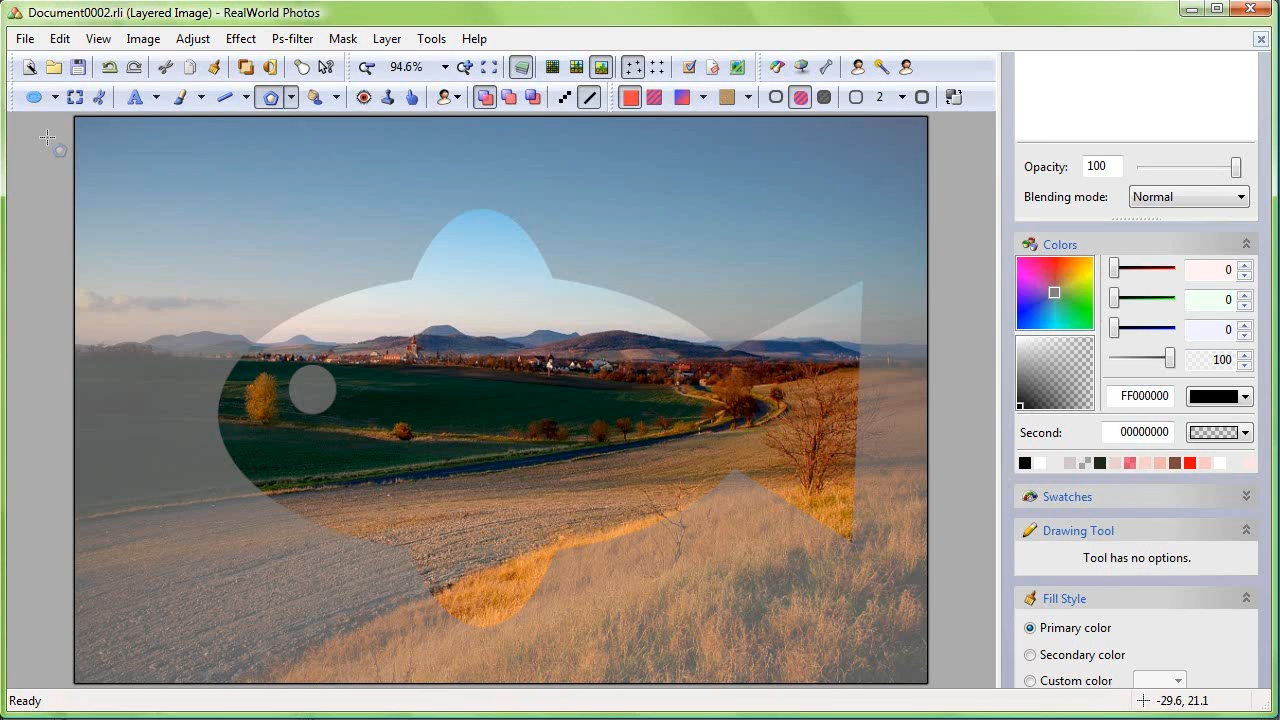 Document0002.rli (Layered Image) - RealWorld Photos
File Edit View Image Adjust Effect Ps-filter Mask Layer Tools Help
94.6%
2
Opacity: 100
Blending mode: Normal
Colors
0
0
0
100
FF000000
Second: 00000000
Swatches
Drawing Tool
Tool has no options.
Fill Style
Primary color
Secondary color
Custom color
Ready
-29.6, 21.1